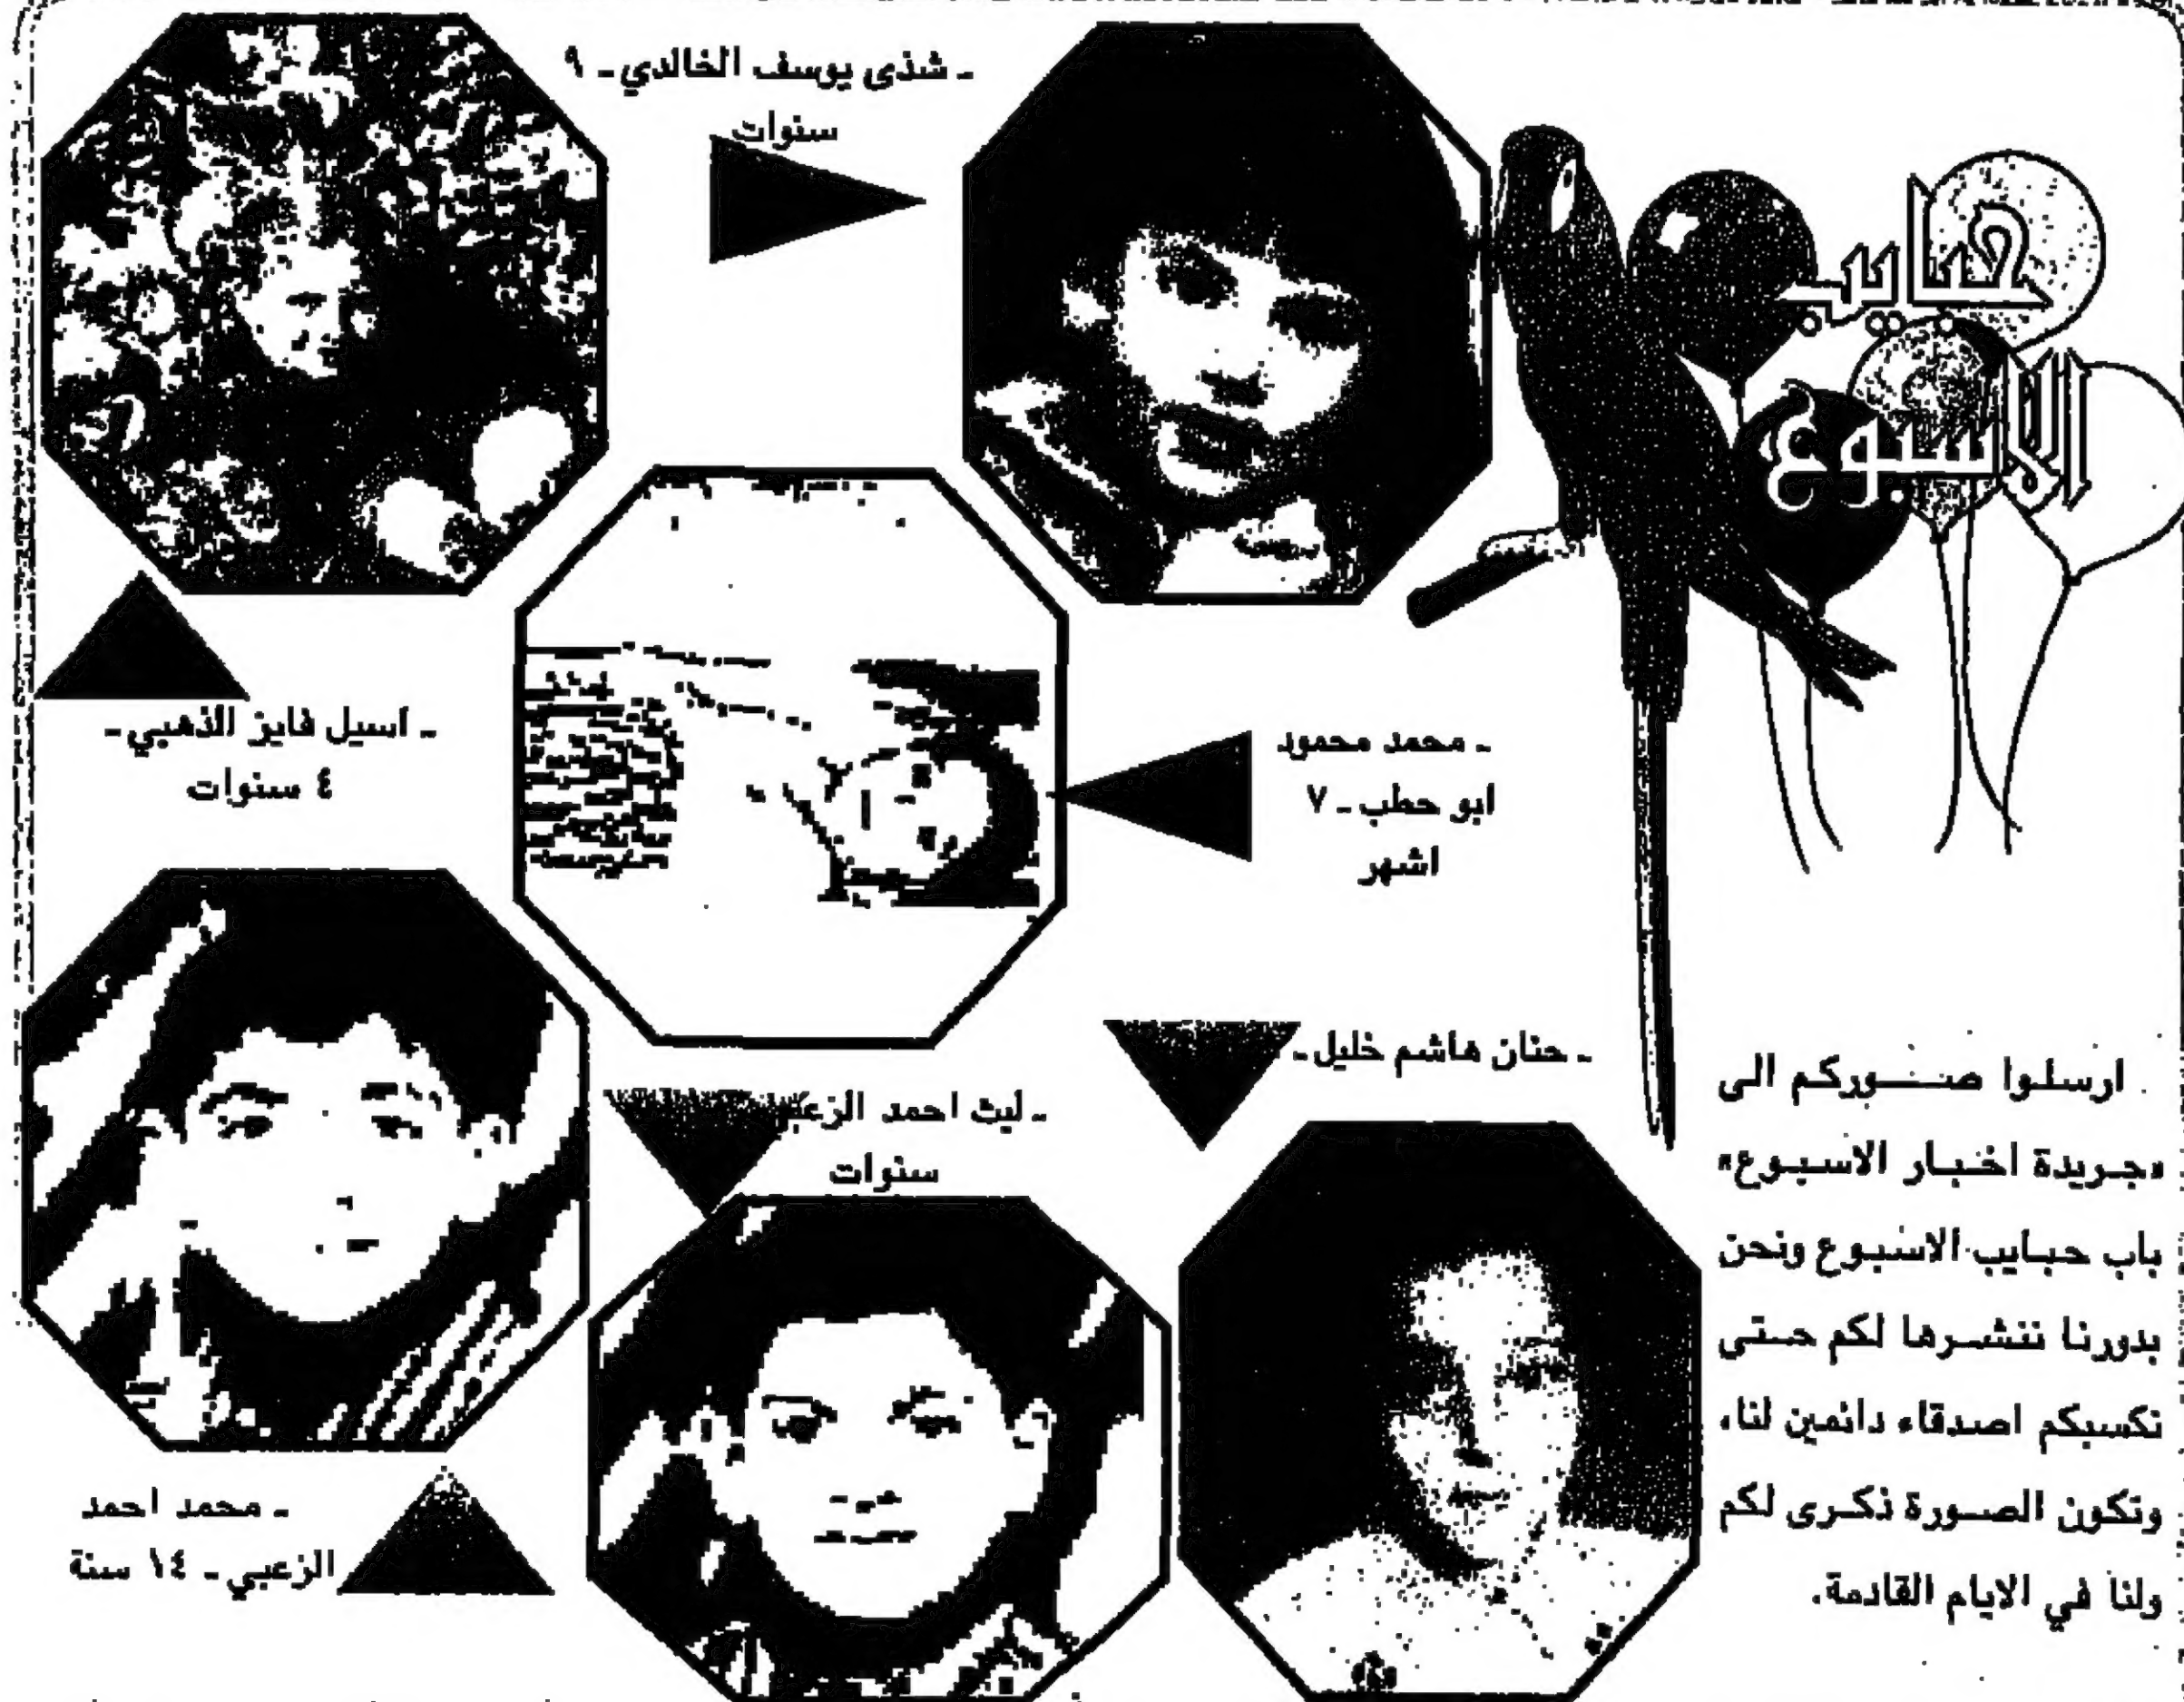 حبايب
الاسبوع
ارسلوا صوركم الى
«جريدة اخبار الاسبوع»
باب حبايب الاسبوع ونحن
بدورنا ننشرها لكم حتى
نكسبكم اصدقاء دائمين لنا،
وتكون الصورة ذكرى لكم
ولنا في الايام القادمة.
ـ شذى يوسف الخالدي ـ ٩
سنوات
ـ اسيل فايز الذهبي ـ
٤ سنوات
ـ محمد محمود
ابو حطب ـ ٧
اشهر
ـ حنان هاشم خليل ـ
ـ ليث احمد
سنوات
ـ محمد احمد
الزعبي ـ ١٤ سنة